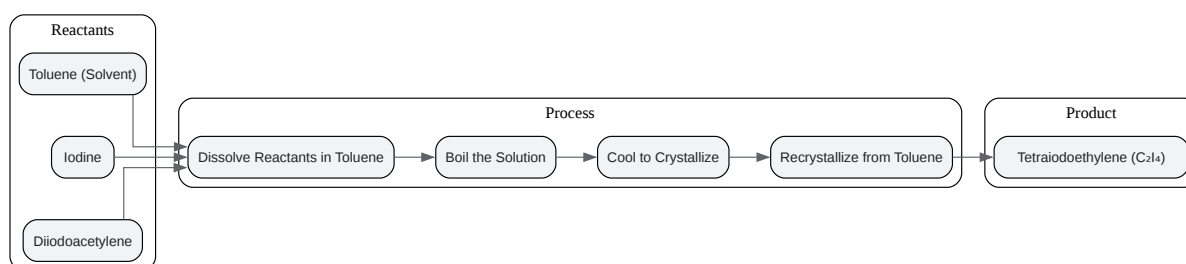 Reactants
Toluene (Solvent)
Iodine
Diiodoacetylene
Process
Dissolve Reactants in Toluene
Boil the Solution
Cool to Crystallize
Recrystallize from Toluene
Product
Tetraiodoethylene (C₂I₄)